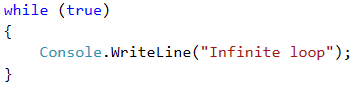 while (true)
{
    Console.WriteLine("Infinite loop");
}